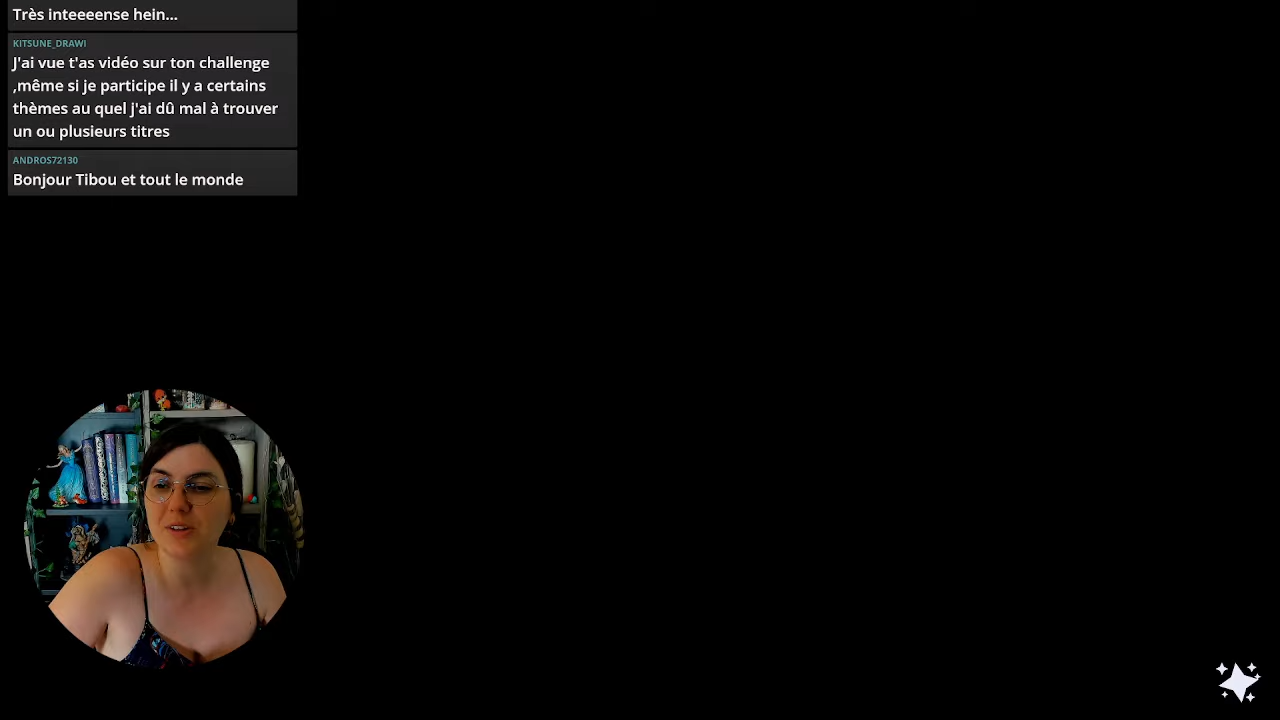 Très inteeeense hein...
KITSUNE_DRAWI
J'ai vue t'as vidéo sur ton challenge
,même si je participe il y a certains
thèmes au quel j'ai dû mal à trouver
un ou plusieurs titres
ANDROS72130
Bonjour Tibou et tout le monde